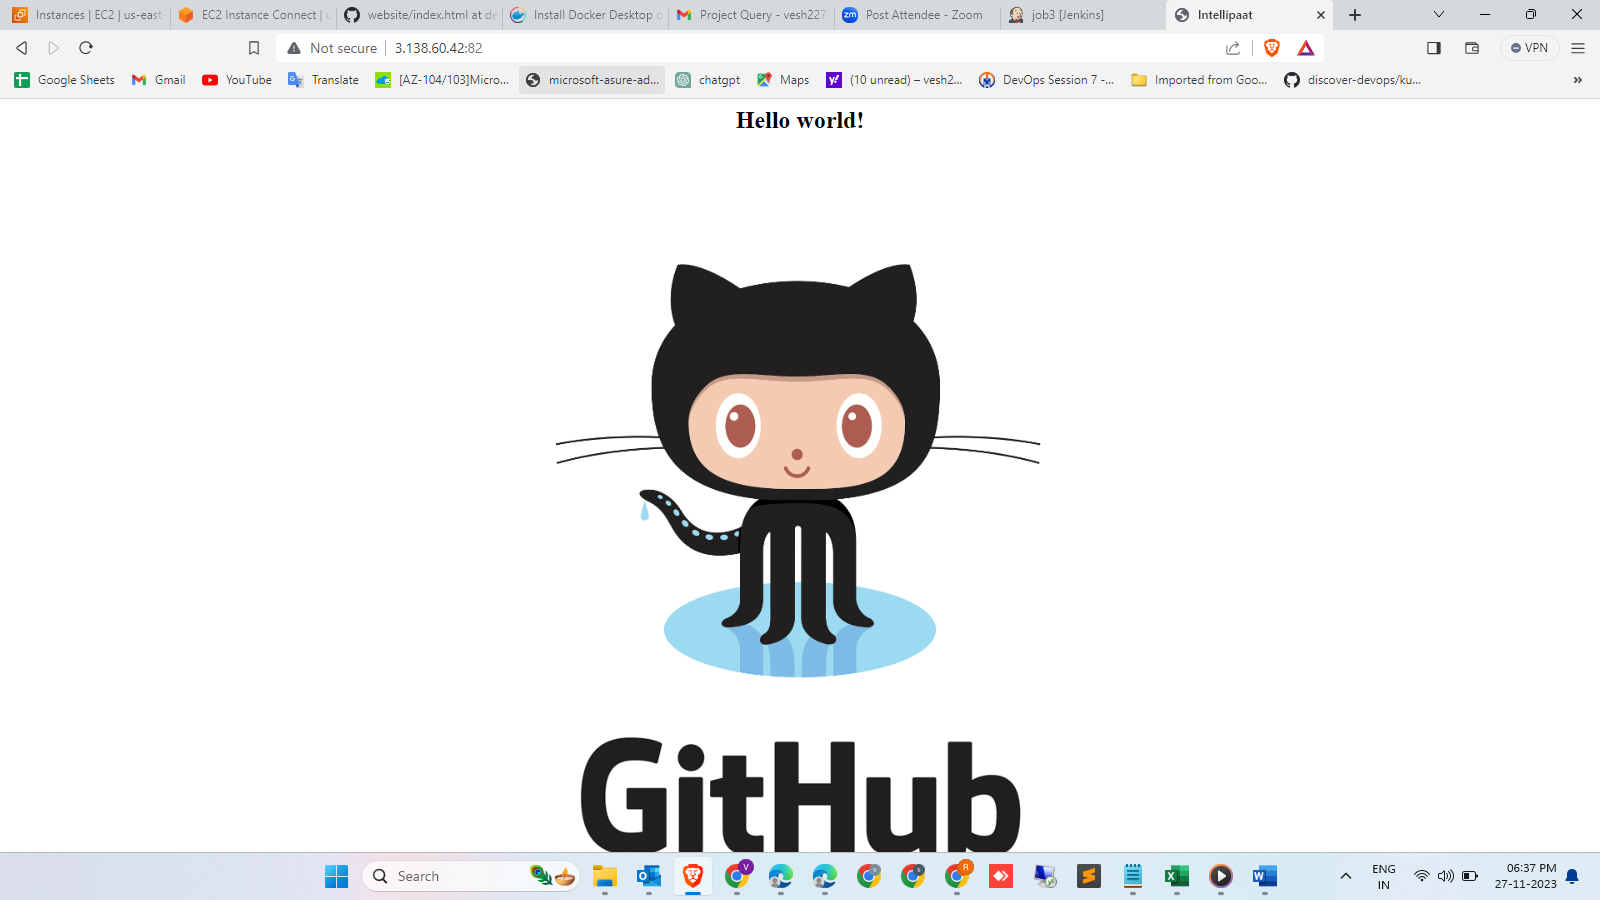 Instances | EC2 | us-east-
EC2 Instance Connect | u
website/index.html at de
Install Docker Desktop o
Project Query - vesh227
zm
Post Attendee - Zoom
job3 [Jenkins]
Intellipaat
Not secure
3.138.60.42:82
VPN
Google Sheets
Gmail
YouTube
Translate
[AZ-104/103]Micro...
microsoft-asure-ad...
chatgpt
Maps
(10 unread) – vesh2...
DevOps Session 7 -...
Imported from Goo...
discover-devops/ku...
»
Hello world!
GitHub
Search
V
S
S
R
ENG
IN
06:37 PM
27-11-2023